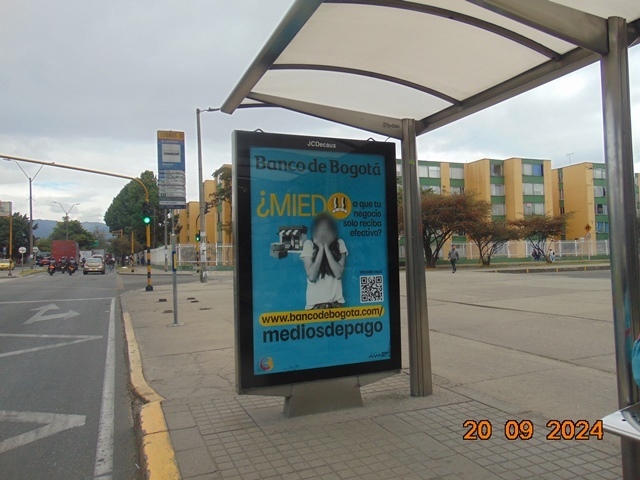 JCDecaux
Banco de Bogotá
¿MIEDO
a que tu
negocio
solo reciba
efectivo?
www.bancodebogota.com/
mediosdepago
20 09 2024